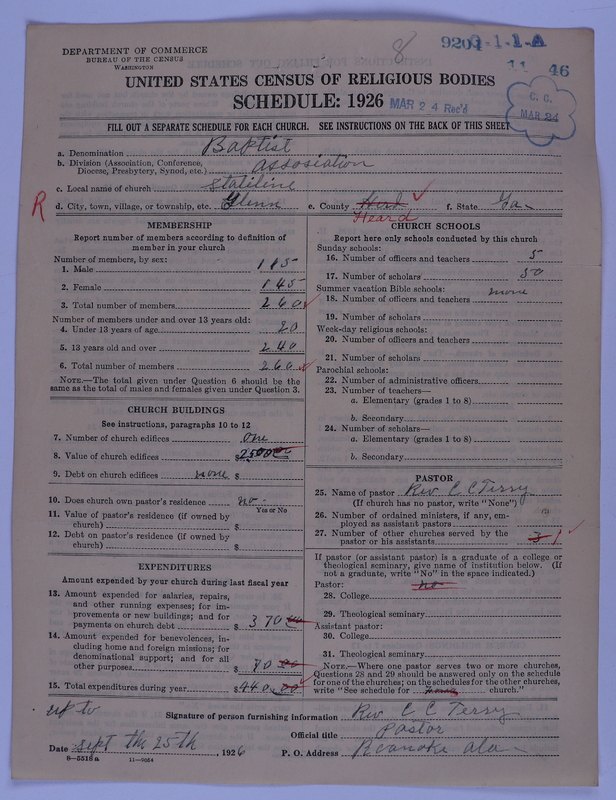 8
9204 0-1-1-A
11 46
DEPARTMENT OF COMMERCE
BUREAU OF THE CENSUS
WASHINGTON
UNITED STATES CENSUS OF RELIGIOUS BODIES
SCHEDULE: 1926
MAR 24 Rec'd
C. C.
MAR 24
FILL OUT A SEPARATE SCHEDULE FOR EACH CHURCH. SEE INSTRUCTIONS ON THE BACK OF THIS SHEET
a. Denomination Baptist
b. Division (Association, Conference, Diocese, Presbytery, Synod, etc.) association
c. Local name of church stateline
R
d. City, town, village, or township, etc. Glenn e. County Herd Heard f. State Ga
MEMBERSHIP
Report number of members according to definition of
member in your church
Number of members, by sex:
1. Male 115
2. Female 145
3. Total number of members 260
Number of members under and over 13 years old:
4. Under 13 years of age 20
5. 13 years old and over 240
6. Total number of members 260
NOTE.—The total given under Question 6 should be
the same as the total of males and females given under Question 3.
CHURCH BUILDINGS
See instructions, paragraphs 10 to 12
7. Number of church edifices one
8. Value of church edifices $2500 00
9. Debt on church edifices none $
10. Does church own pastor's residence no
Yes or No
11. Value of pastor's residence (if owned by
church) $
12. Debt on pastor's residence (if owned by
church) $
EXPENDITURES
Amount expended by your church during last fiscal year
13. Amount expended for salaries, repairs,
and other running expenses; for im-
provements or new buildings; and for
payments on church debt $ 370 00
14. Amount expended for benevolences, in-
cluding home and foreign missions; for
denominational support; and for all
other purposes $ 70 00
15. Total expenditures during year $440.00
CHURCH SCHOOLS
Report here only schools conducted by this church
Sunday schools:
16. Number of officers and teachers 5
17. Number of scholars 50
Summer vacation Bible schools: none
18. Number of officers and teachers
19. Number of scholars
Week-day religious schools:
20. Number of officers and teachers
21. Number of scholars
Parochial schools:
22. Number of administrative officers
23. Number of teachers—
a. Elementary (grades 1 to 8)
b. Secondary
24. Number of scholars—
a. Elementary (grades 1 to 8)
b. Secondary
PASTOR
25. Name of pastor Rev C C Terry
(If church has no pastor, write "None")
26. Number of ordained ministers, if any, em-
ployed as assistant pastors
27. Number of other churches served by the
pastor or his assistants 3 1
If pastor (or assistant pastor) is a graduate of a college or
theological seminary, give name of institution below. (If
not a graduate, write "No" in the space indicated.)
Pastor: no
28. College
29. Theological seminary
Assistant pastor:
30. College
31. Theological seminary
NOTE.—Where one pastor serves two or more churches,
Questions 28 and 29 should be answered only on the schedule
for one of the churches; on the schedules for the other churches,
write "See schedule for church."
up to
Signature of person furnishing information Rev C C Terry
Official title Pastor
Date sept the 25th, 1926 P. O. Address Roanoke Ala
8—5516 a 11—9054